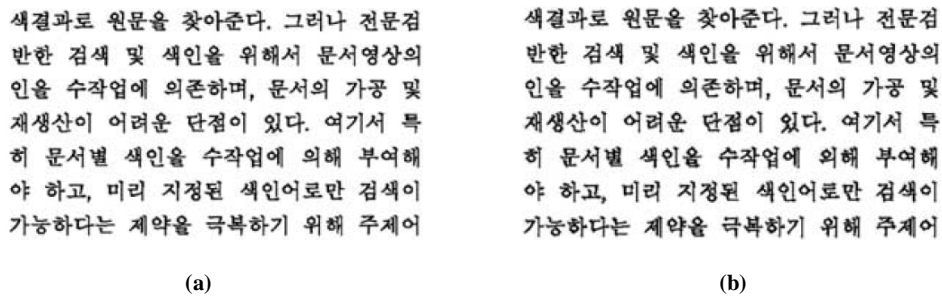 색결과로 원문을 찾아준다. 그러나 전문검
반한 검색 및 색인을 위해서 문서영상의
인을 수작업에 의존하며, 문서의 가공 및
재생산이 어려운 단점이 있다. 여기서 특
히 문서별 색인을 수작업에 의해 부여해
야 하고, 미리 지정된 색인어로만 검색이
가능하다는 제약을 극복하기 위해 주제어
(a)
색결과로 원문을 찾아준다. 그러나 전문검
반한 검색 및 색인을 위해서 문서영상의
인을 수작업에 의존하며, 문서의 가공 및
재생산이 어려운 단점이 있다. 여기서 특
히 문서별 색인을 수작업에 의해 부여해
야 하고, 미리 지정된 색인어로만 검색이
가능하다는 제약을 극복하기 위해 주제어
(b)